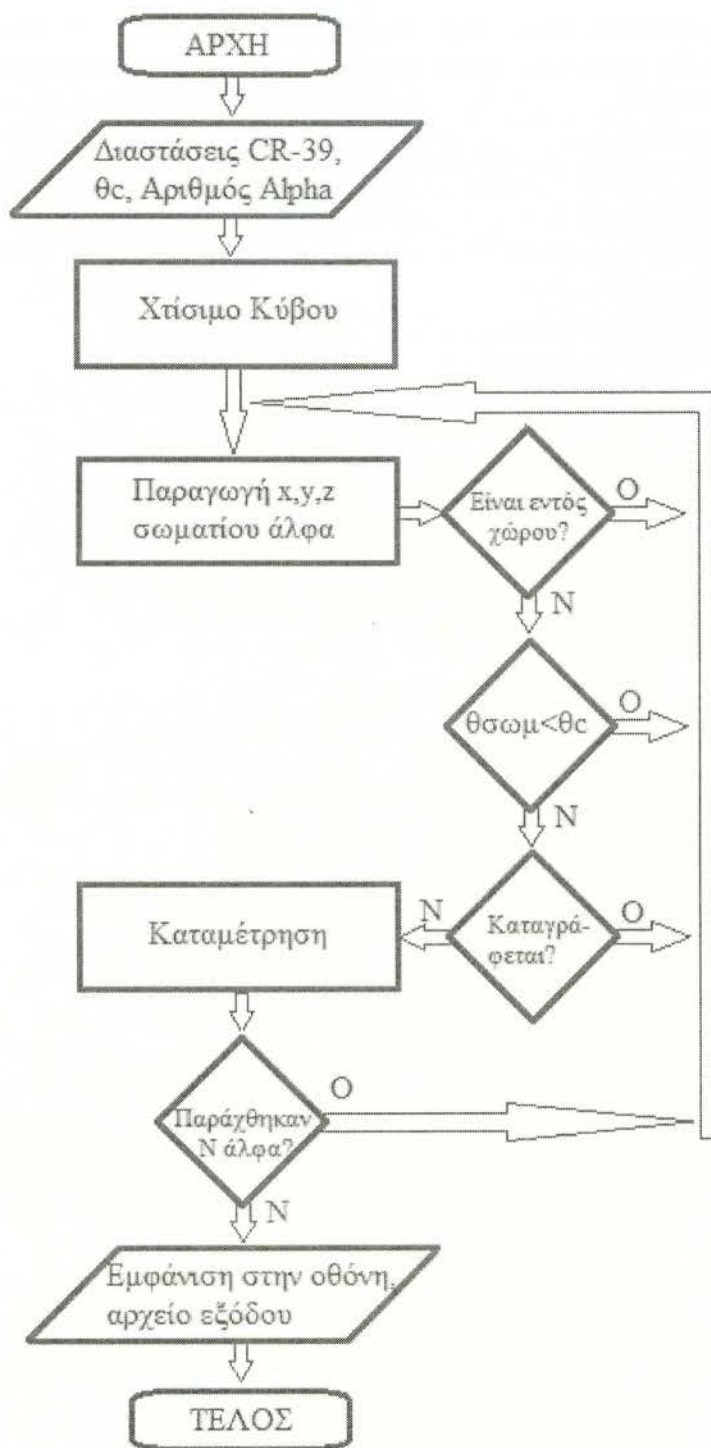 ΑΡΧΗ
Διαστάσεις CR-39,
θc, Αριθμός Alpha
Χτίσιμο Κύβου
Παραγωγή x,y,z
σωματίου άλφα
Είναι εντός
χώρου?
Ο
Ν
θσωμ<θc
Ο
Ν
Καταγρά-
φεται?
Ο
Ν
Καταμέτρηση
Παράχθηκαν
Ν άλφα?
Ο
Ν
Εμφάνιση στην οθόνη,
αρχείο εξόδου
ΤΕΛΟΣ